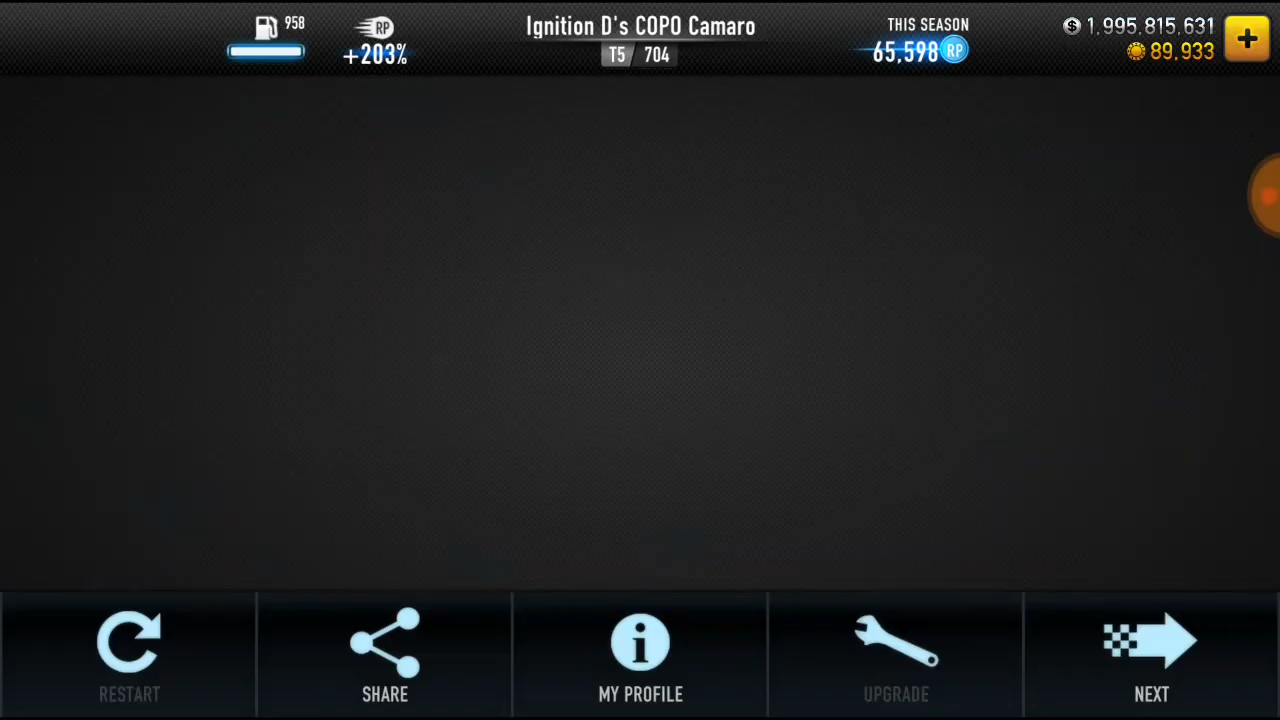 958
RP
+203%
Ignition D's COPO Camaro
T5 / 704
THIS SEASON
65,598 RP
$ 1,995,815,631
89,933
+
RESTART
SHARE
MY PROFILE
UPGRADE
NEXT